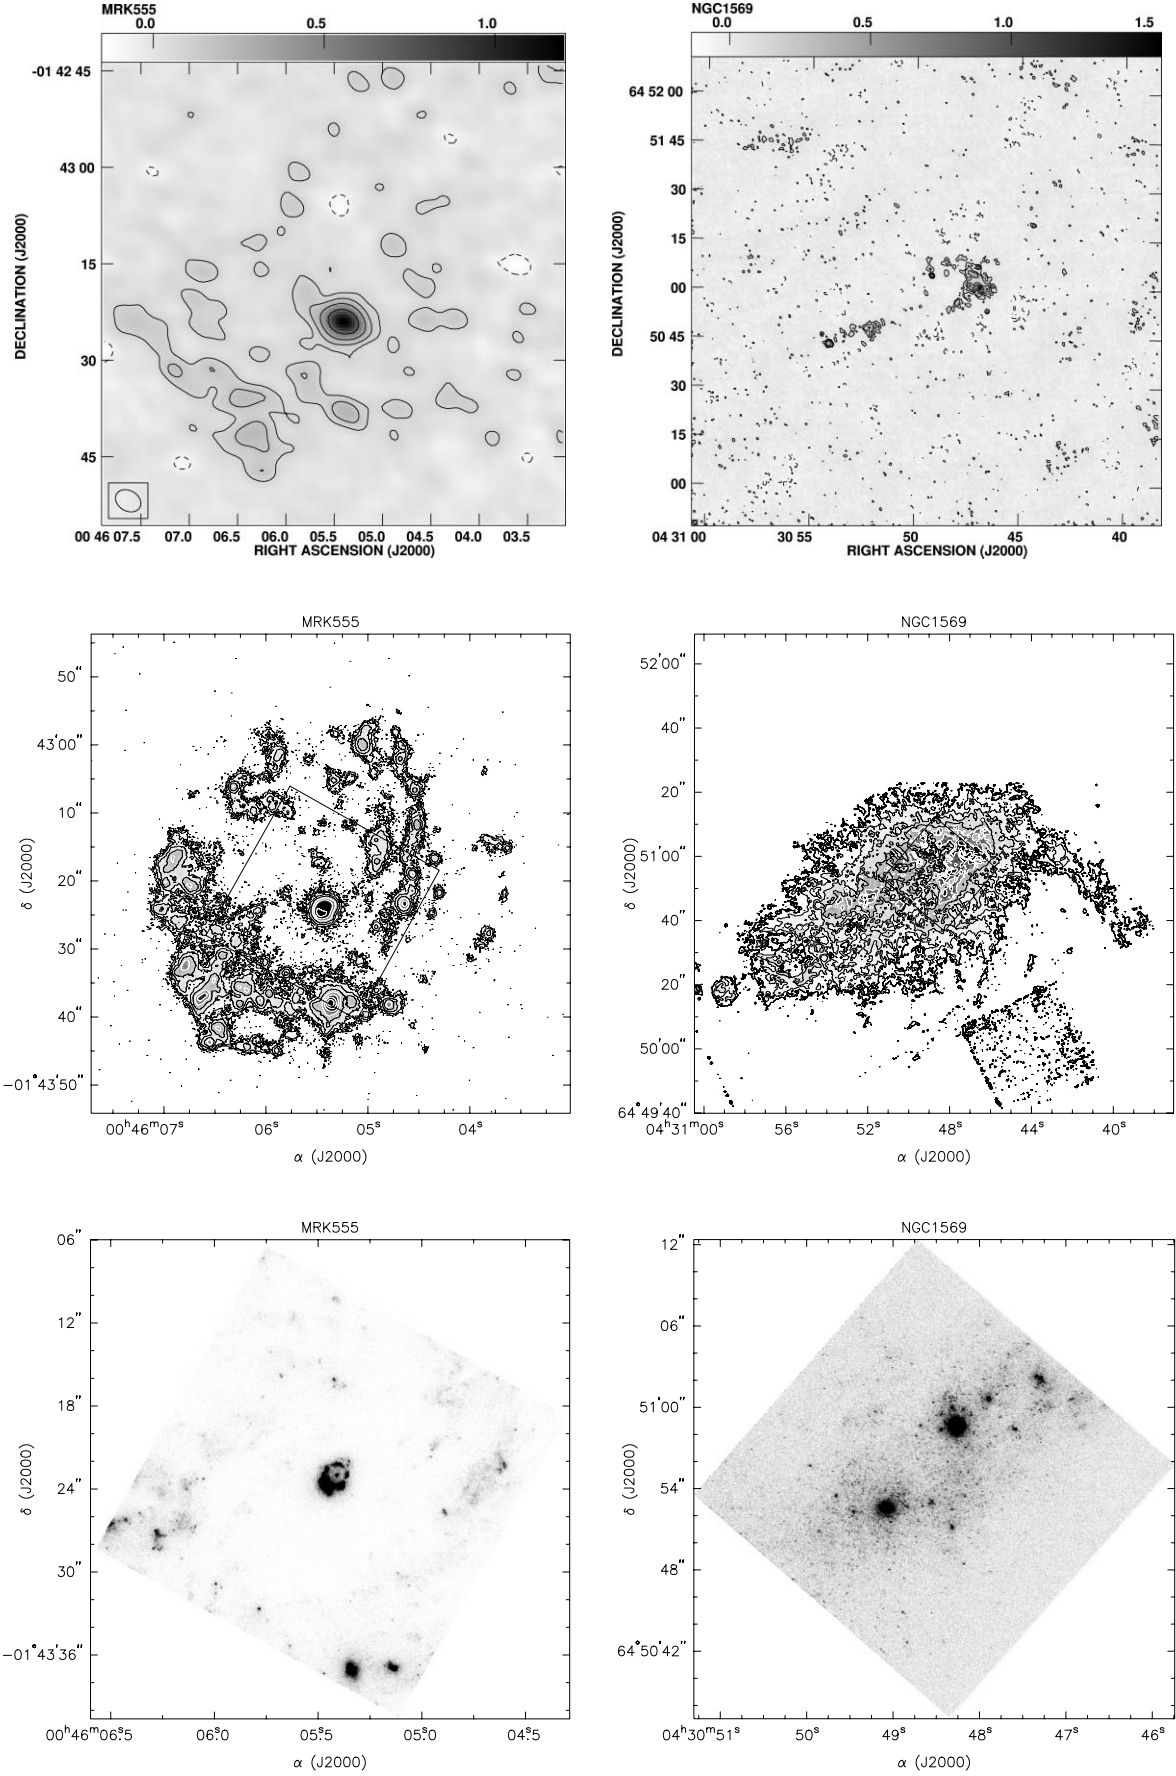 MRK555
0.0 0.5 1.0
-01 42 45
43 00
15
30
45
DECLINATION (J2000)
00 46 07.5 07.0 06.5 06.0 05.5 05.0 04.5 04.0 03.5
RIGHT ASCENSION (J2000)
NGC1569
0.0 0.5 1.0 1.5
64 52 00
51 45
30
15
00
50 45
30
15
00
DECLINATION (J2000)
04 31 00 30 55 50 45 40
RIGHT ASCENSION (J2000)
MRK555
50"
43'00"
10"
20"
30"
40"
-01°43'50"
δ (J2000)
00h46m07s 06s 05s 04s
α (J2000)
NGC1569
52'00"
40"
20"
51'00"
40"
20"
50'00"
64°49'40"
δ (J2000)
04h31m00s 56s 52s 48s 44s 40s
α (J2000)
MRK555
06"
12"
18"
24"
30"
-01°43'36"
δ (J2000)
00h46m06s.5 06s.0 05s.5 05s.0 04s.5
α (J2000)
NGC1569
12"
06"
51'00"
54"
48"
64°50'42"
δ (J2000)
04h30m51s 50s 49s 48s 47s 46s
α (J2000)